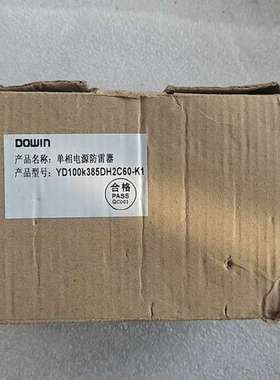 DOWIN
产品名称： 单相电源防雷器
产品型号： YD100k385DH2C60-K1
合格
PASS
QC001